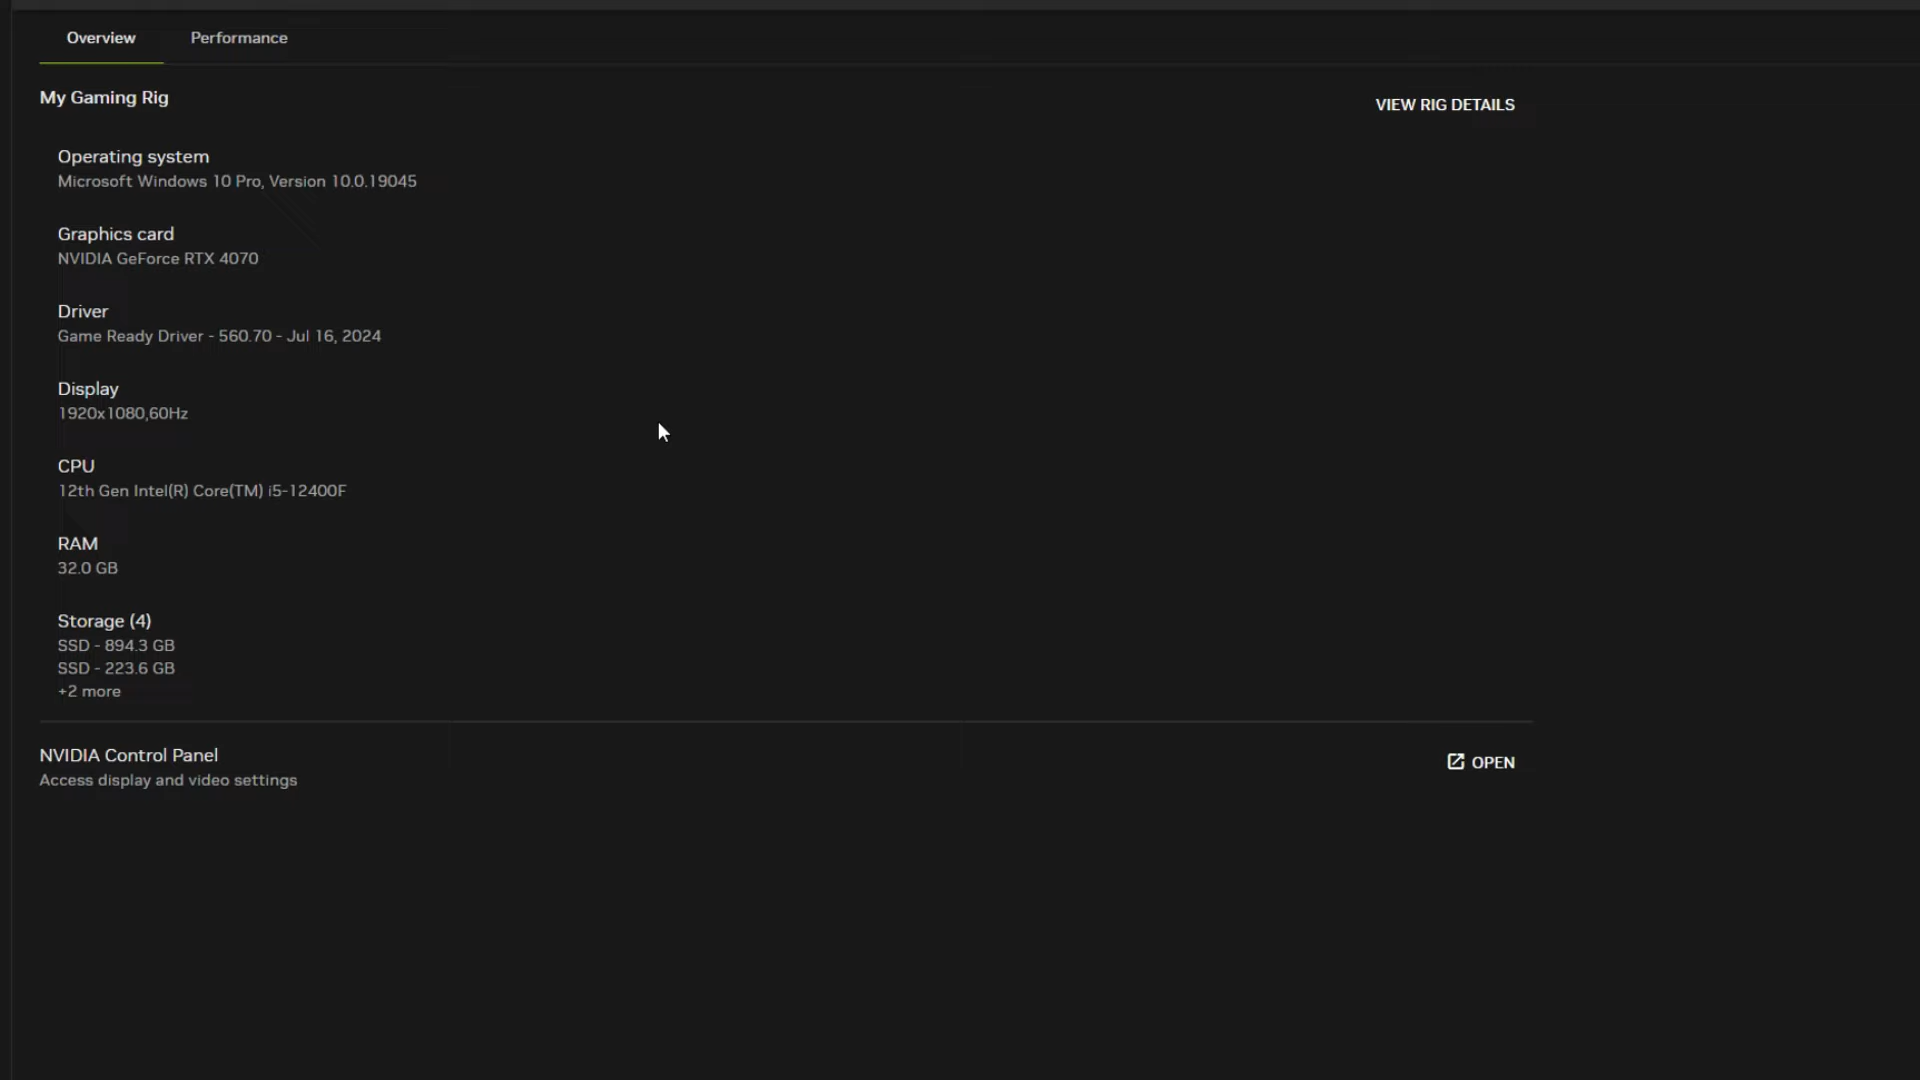 Overview
Performance
My Gaming Rig
VIEW RIG DETAILS
Operating system
Microsoft Windows 10 Pro, Version 10.0.19045
Graphics card
NVIDIA GeForce RTX 4070
Driver
Game Ready Driver - 560.70 - Jul 16, 2024
Display
1920x1080,60Hz
CPU
12th Gen Intel(R) Core(TM) i5-12400F
RAM
32.0 GB
Storage (4)
SSD - 894.3 GB
SSD - 223.6 GB
+2 more
NVIDIA Control Panel
OPEN
Access display and video settings